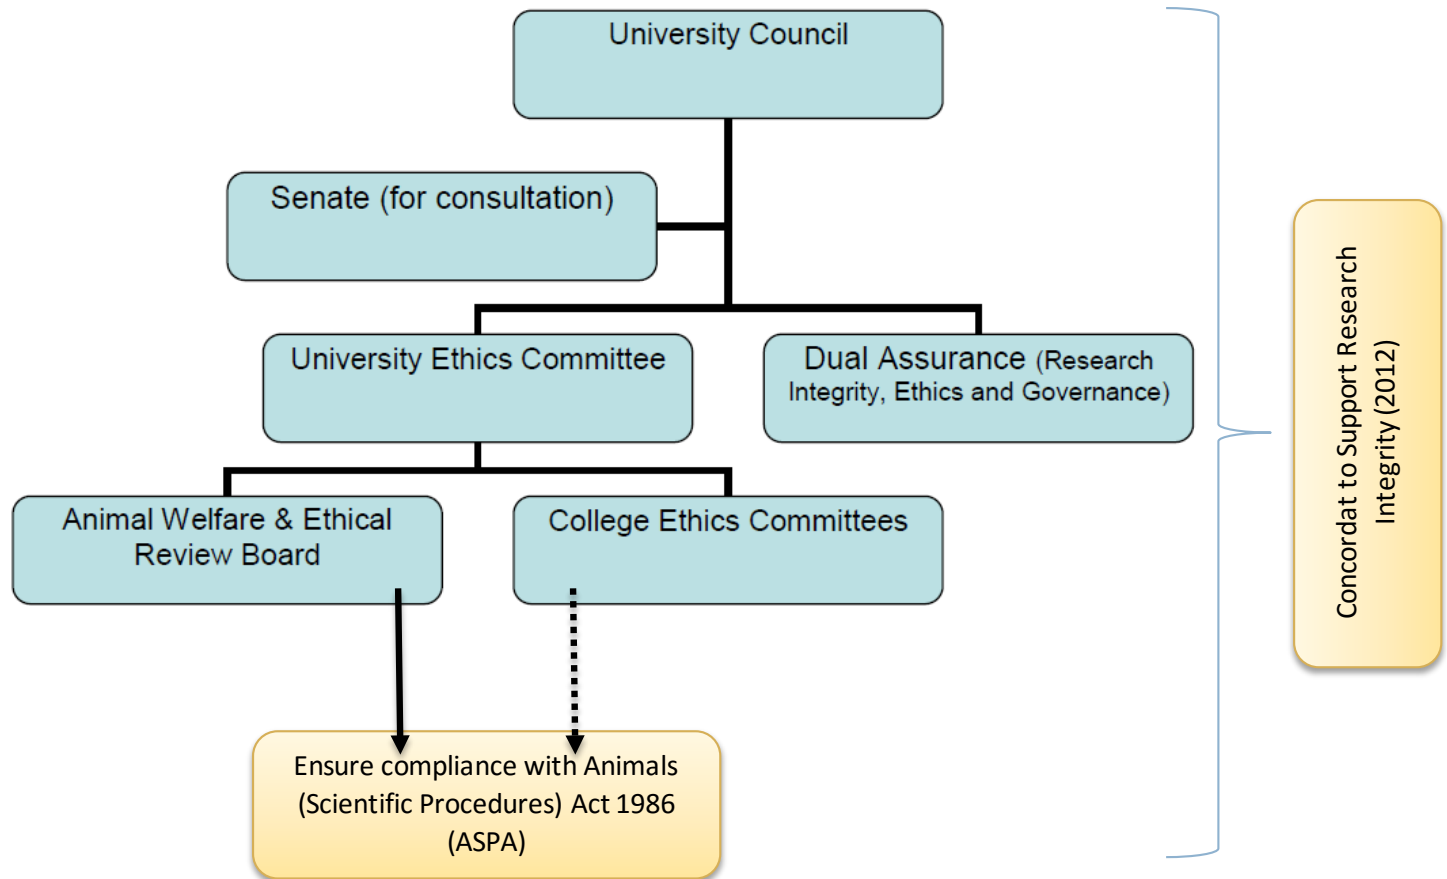 University Council
Senate (for consultation)
University Ethics Committee
Dual Assurance (Research
Integrity, Ethics and Governance)
Animal Welfare & Ethical
Review Board
College Ethics Committees
Ensure compliance with Animals
(Scientific Procedures) Act 1986
(ASPA)
Concordat to Support Research
Integrity (2012)